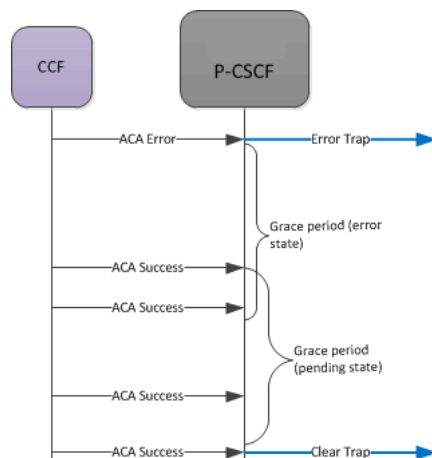 CCF
P-CSCF
ACA Error
Error Trap
Grace period (error
state)
ACA Success
ACA Success
Grace period
(pending state)
ACA Success
ACA Success
Clear Trap